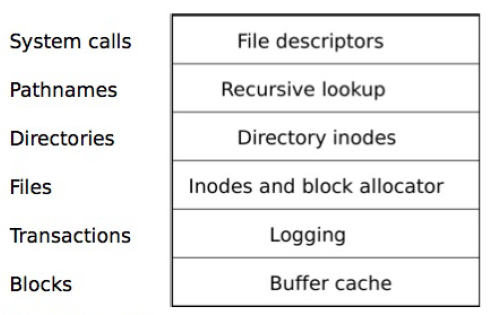 System calls File descriptors
Pathnames Recursive lookup
Directories Directory inodes
Files Inodes and block allocator
Transactions Logging
Blocks Buffer cache